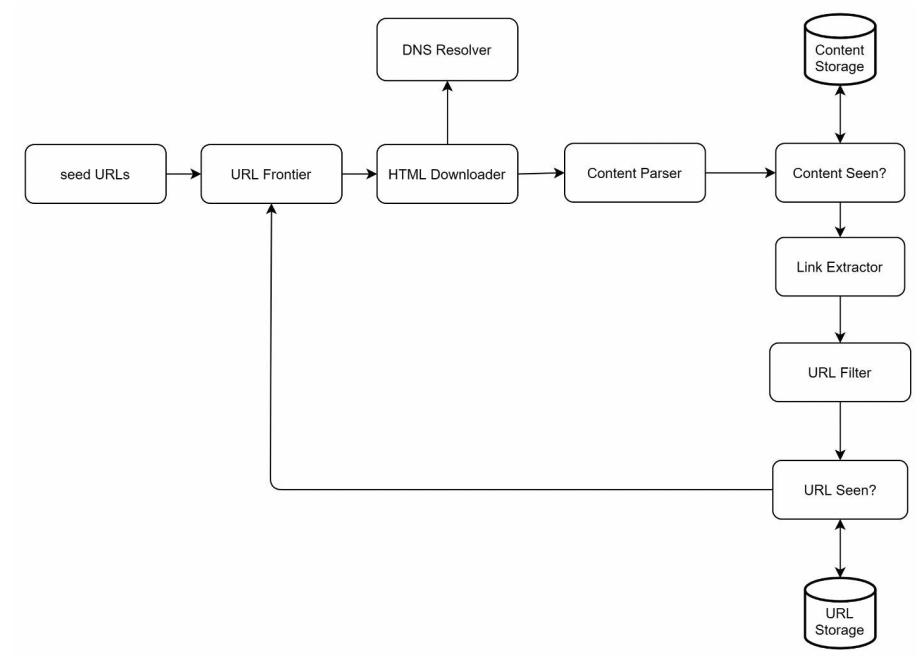 DNS Resolver
Content
Storage
seed URLs
URL Frontier
HTML Downloader
Content Parser
Content Seen?
Link Extractor
URL Filter
URL Seen?
URL
Storage